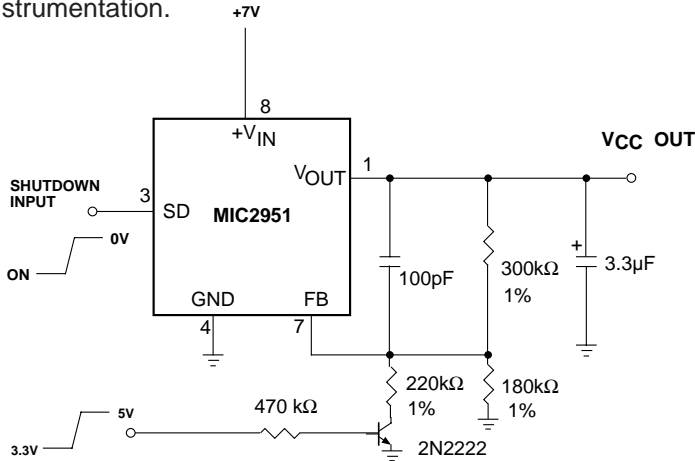 strumentation.
+7V
8
+VIN
VCC OUT
VOUT
1
SHUTDOWN
INPUT
3
SD
MIC2951
0V
ON
100pF
300kΩ
1%
+
3.3µF
GND
FB
4
7
220kΩ
1%
180kΩ
1%
470 kΩ
5V
3.3V
2N2222